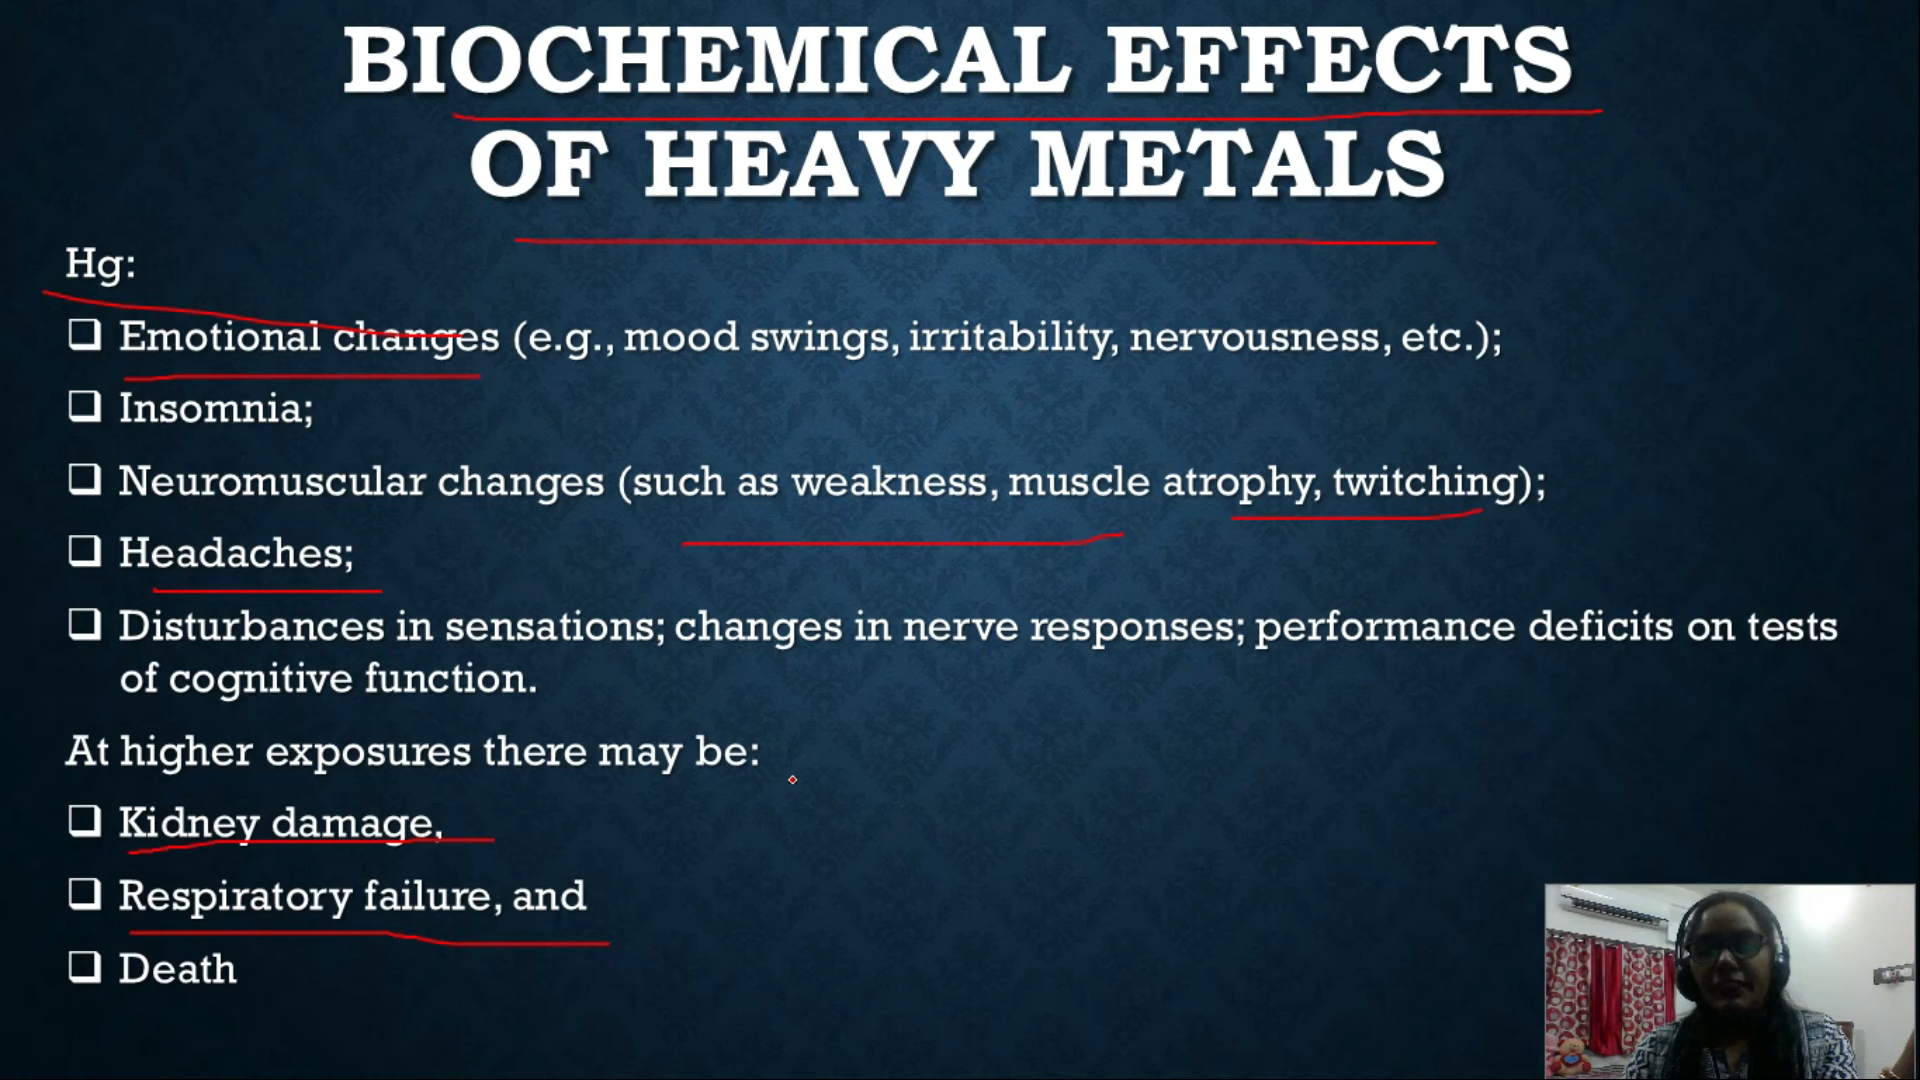 BIOCHEMICAL EFFECTS
OF HEAVY METALS
Hg:
❑ Emotional changes (e.g., mood swings, irritability, nervousness, etc.);
❑ Insomnia;
❑ Neuromuscular changes (such as weakness, muscle atrophy, twitching);
❑ Headaches;
❑ Disturbances in sensations; changes in nerve responses; performance deficits on tests
of cognitive function.
At higher exposures there may be:
❑ Kidney damage,
❑ Respiratory failure, and
❑ Death